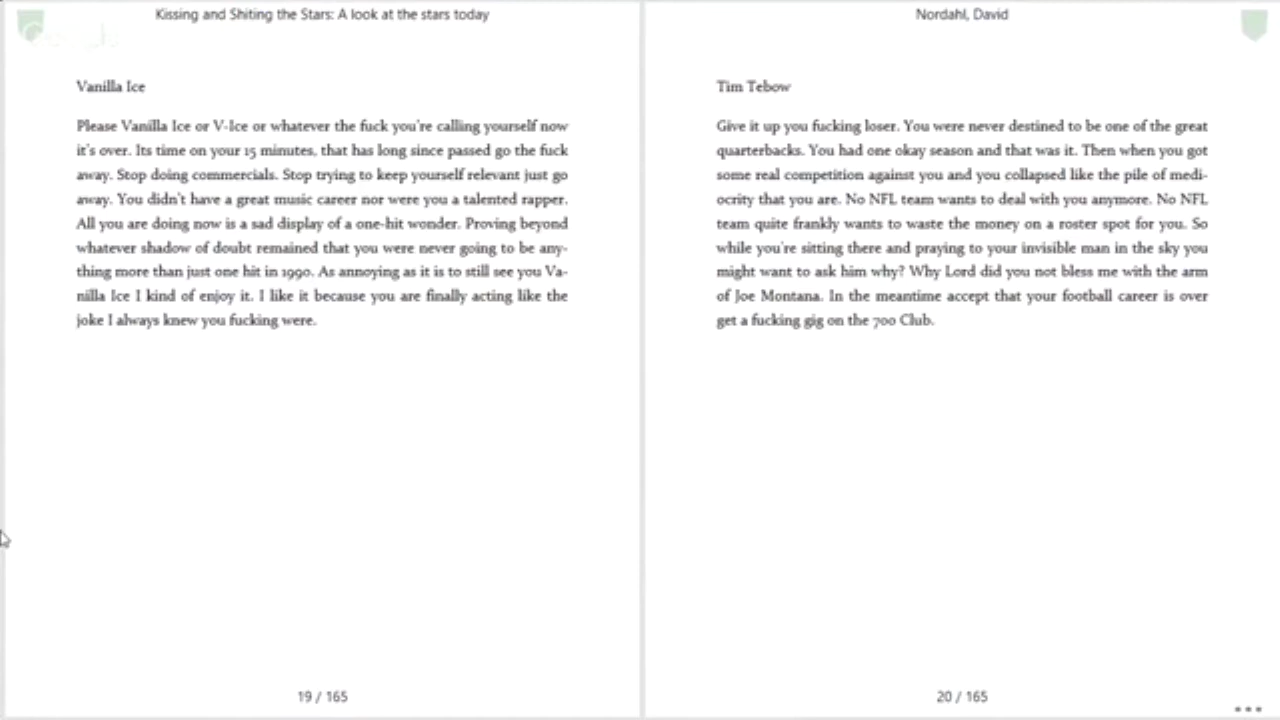 Kissing and Shiting the Stars: A look at the stars today
Vanilla Ice
Please Vanilla Ice or V-Ice or whatever the fuck you're calling yourself now
it's over. Its time on your 15 minutes, that has long since passed go the fuck
away. Stop doing commercials. Stop trying to keep yourself relevant just go
away. You didn't have a great music career nor were you a talented rapper.
All you are doing now is a sad display of a one-hit wonder. Proving beyond
whatever shadow of doubt remained that you were never going to be any-
thing more than just one hit in 1990. As annoying as it is to still see you Va-
nilla Ice I kind of enjoy it. I like it because you are finally acting like the
joke I always knew you fucking were.
19 / 165
Nordahl, David
Tim Tebow
Give it up you fucking loser. You were never destined to be one of the great
quarterbacks. You had one okay season and that was it. Then when you got
some real competition against you and you collapsed like the pile of medi-
ocrity that you are. No NFL team wants to deal with you anymore. No NFL
team quite frankly wants to waste the money on a roster spot for you. So
while you're sitting there and praying to your invisible man in the sky you
might want to ask him why? Why Lord did you not bless me with the arm
of Joe Montana. In the meantime accept that your football career is over
get a fucking gig on the 700 Club.
20 / 165